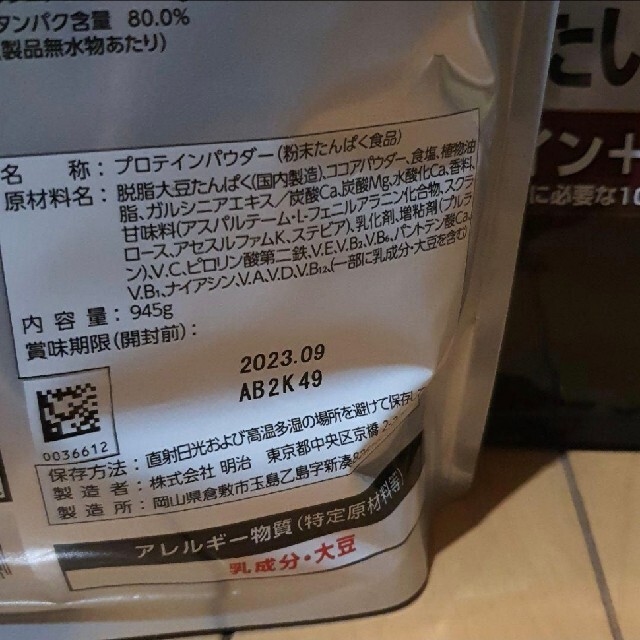 タンパク含量 80.0%
製品無水物あたり)
名 称: プロテインパウダー(粉末たんぱく食品)
原材料名: 脱脂大豆たんぱく(国内製造)、ココアパウダー、食塩、植物油
脂、ガルシニアエキス/炭酸Ca、炭酸Mg、水酸化Ca、香料、
甘味料(アスパルテーム・L-フェニルアラニン化合物、スクラ
ロース、アセスルファムK、ステビア)、乳化剤、増粘剤(プルラ
ン)、V.C、ピロリン酸第二鉄、V.E、V.B₂、V.B₆、パントテン酸Ca、
V.B₁、ナイアシン、V.A、V.D、V.B₁₂、(一部に乳成分・大豆を含む)
内容量: 945g
賞味期限(開封前):
2023.09
AB2K49
0036612
保存方法: 直射日光および高温多湿の場所を避けて保存し
製造者: 株式会社 明治 東京都中央区京橋
製造所: 岡山県倉敷市玉島乙島字新湊
アレルギー物質(特定原材料等)
乳成分・大豆
たい
イン+
に必要な10